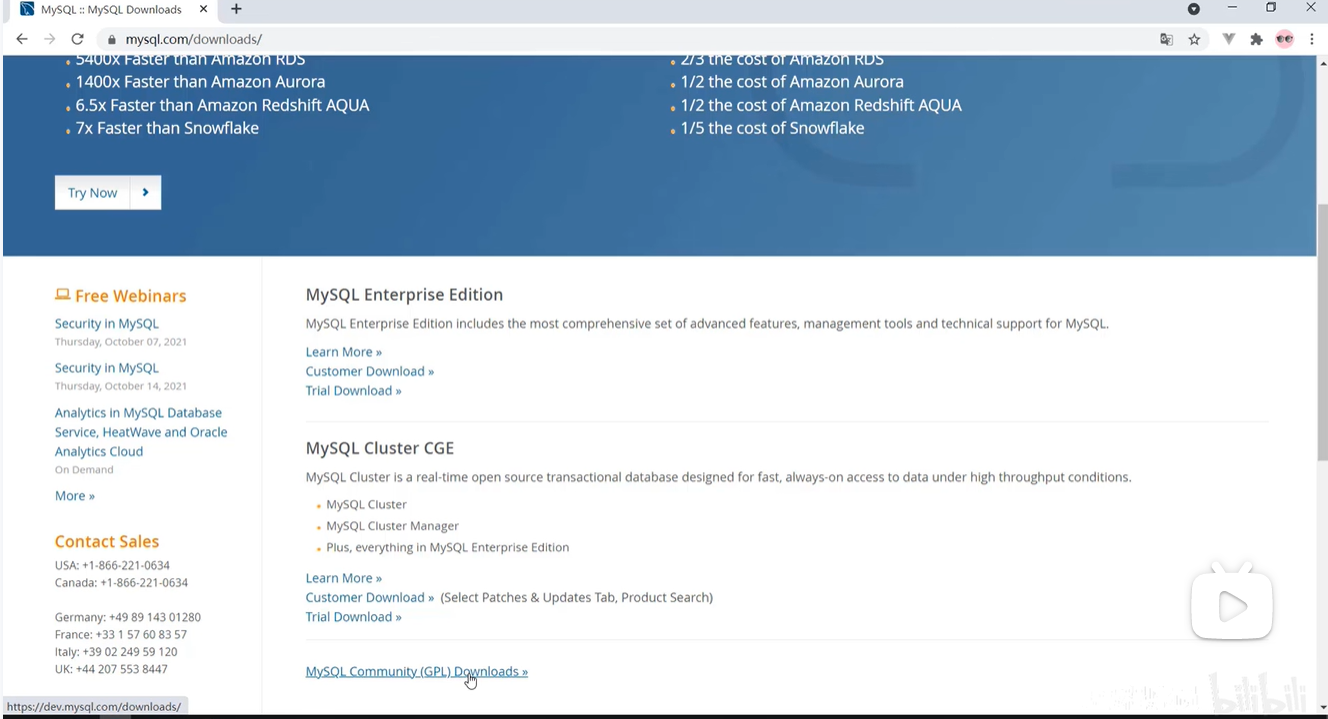 MySQL :: MySQL Downloads
mysql.com/downloads/
5400x Faster than Amazon RDS
1400x Faster than Amazon Aurora
6.5x Faster than Amazon Redshift AQUA
7x Faster than Snowflake
2/3 the cost of Amazon RDS
1/2 the cost of Amazon Aurora
1/2 the cost of Amazon Redshift AQUA
1/5 the cost of Snowflake
Try Now
Free Webinars
Security in MySQL
Thursday, October 07, 2021
Security in MySQL
Thursday, October 14, 2021
Analytics in MySQL Database
Service, HeatWave and Oracle
Analytics Cloud
On Demand
More »
Contact Sales
USA: +1-866-221-0634
Canada: +1-866-221-0634
Germany: +49 89 143 01280
France: +33 1 57 60 83 57
Italy: +39 02 249 59 120
UK: +44 207 553 8447
MySQL Enterprise Edition
MySQL Enterprise Edition includes the most comprehensive set of advanced features, management tools and technical support for MySQL.
Learn More »
Customer Download »
Trial Download »
MySQL Cluster CGE
MySQL Cluster is a real-time open source transactional database designed for fast, always-on access to data under high throughput conditions.
MySQL Cluster
MySQL Cluster Manager
Plus, everything in MySQL Enterprise Edition
Learn More »
Customer Download » (Select Patches & Updates Tab, Product Search)
Trial Download »
MySQL Community (GPL) Downloads »
https://dev.mysql.com/downloads/
bilibili